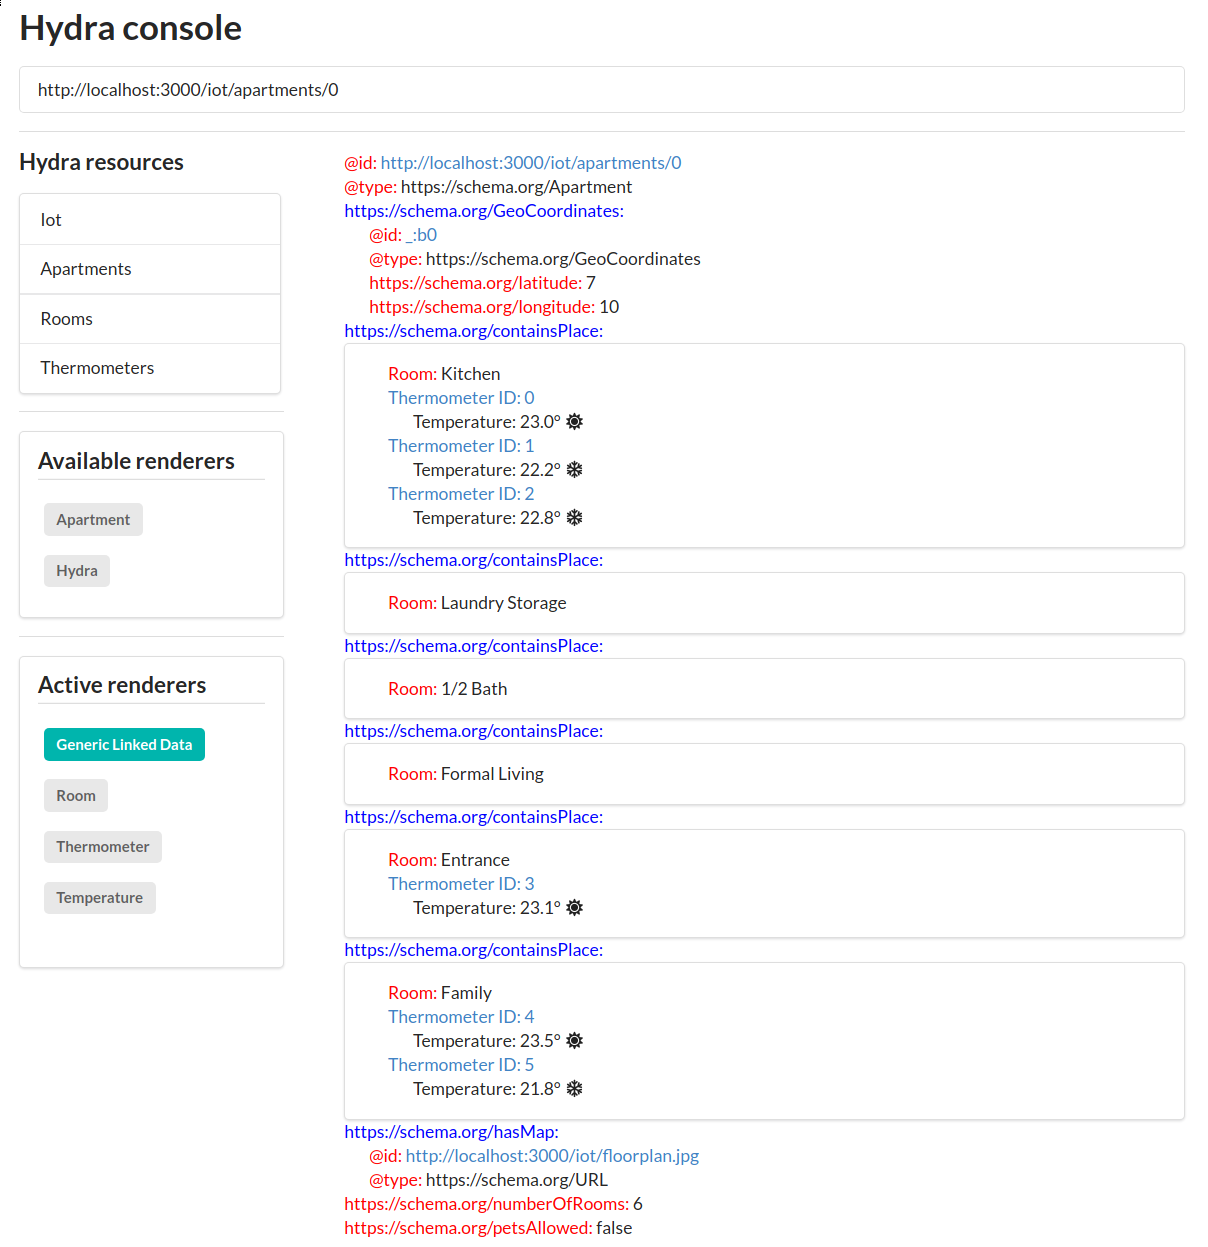 Hydra console
http://localhost:3000/iot/apartments/0
Hydra resources
Iot
Apartments
Rooms
Thermometers
Available renderers
Apartment
Hydra
Active renderers
Generic Linked Data
Room
Thermometer
Temperature
@id: http://localhost:3000/iot/apartments/0
@type: https://schema.org/Apartment
https://schema.org/GeoCoordinates:
@id: _:b0
@type: https://schema.org/GeoCoordinates
https://schema.org/latitude: 7
https://schema.org/longitude: 10
https://schema.org/containsPlace:
Room: Kitchen
Thermometer ID: 0
Temperature: 23.0°
Thermometer ID: 1
Temperature: 22.2°
Thermometer ID: 2
Temperature: 22.8°
https://schema.org/containsPlace:
Room: Laundry Storage
https://schema.org/containsPlace:
Room: 1/2 Bath
https://schema.org/containsPlace:
Room: Formal Living
https://schema.org/containsPlace:
Room: Entrance
Thermometer ID: 3
Temperature: 23.1°
https://schema.org/containsPlace:
Room: Family
Thermometer ID: 4
Temperature: 23.5°
Thermometer ID: 5
Temperature: 21.8°
https://schema.org/hasMap:
@id: http://localhost:3000/iot/floorplan.jpg
@type: https://schema.org/URL
https://schema.org/numberOfRooms: 6
https://schema.org/petsAllowed: false